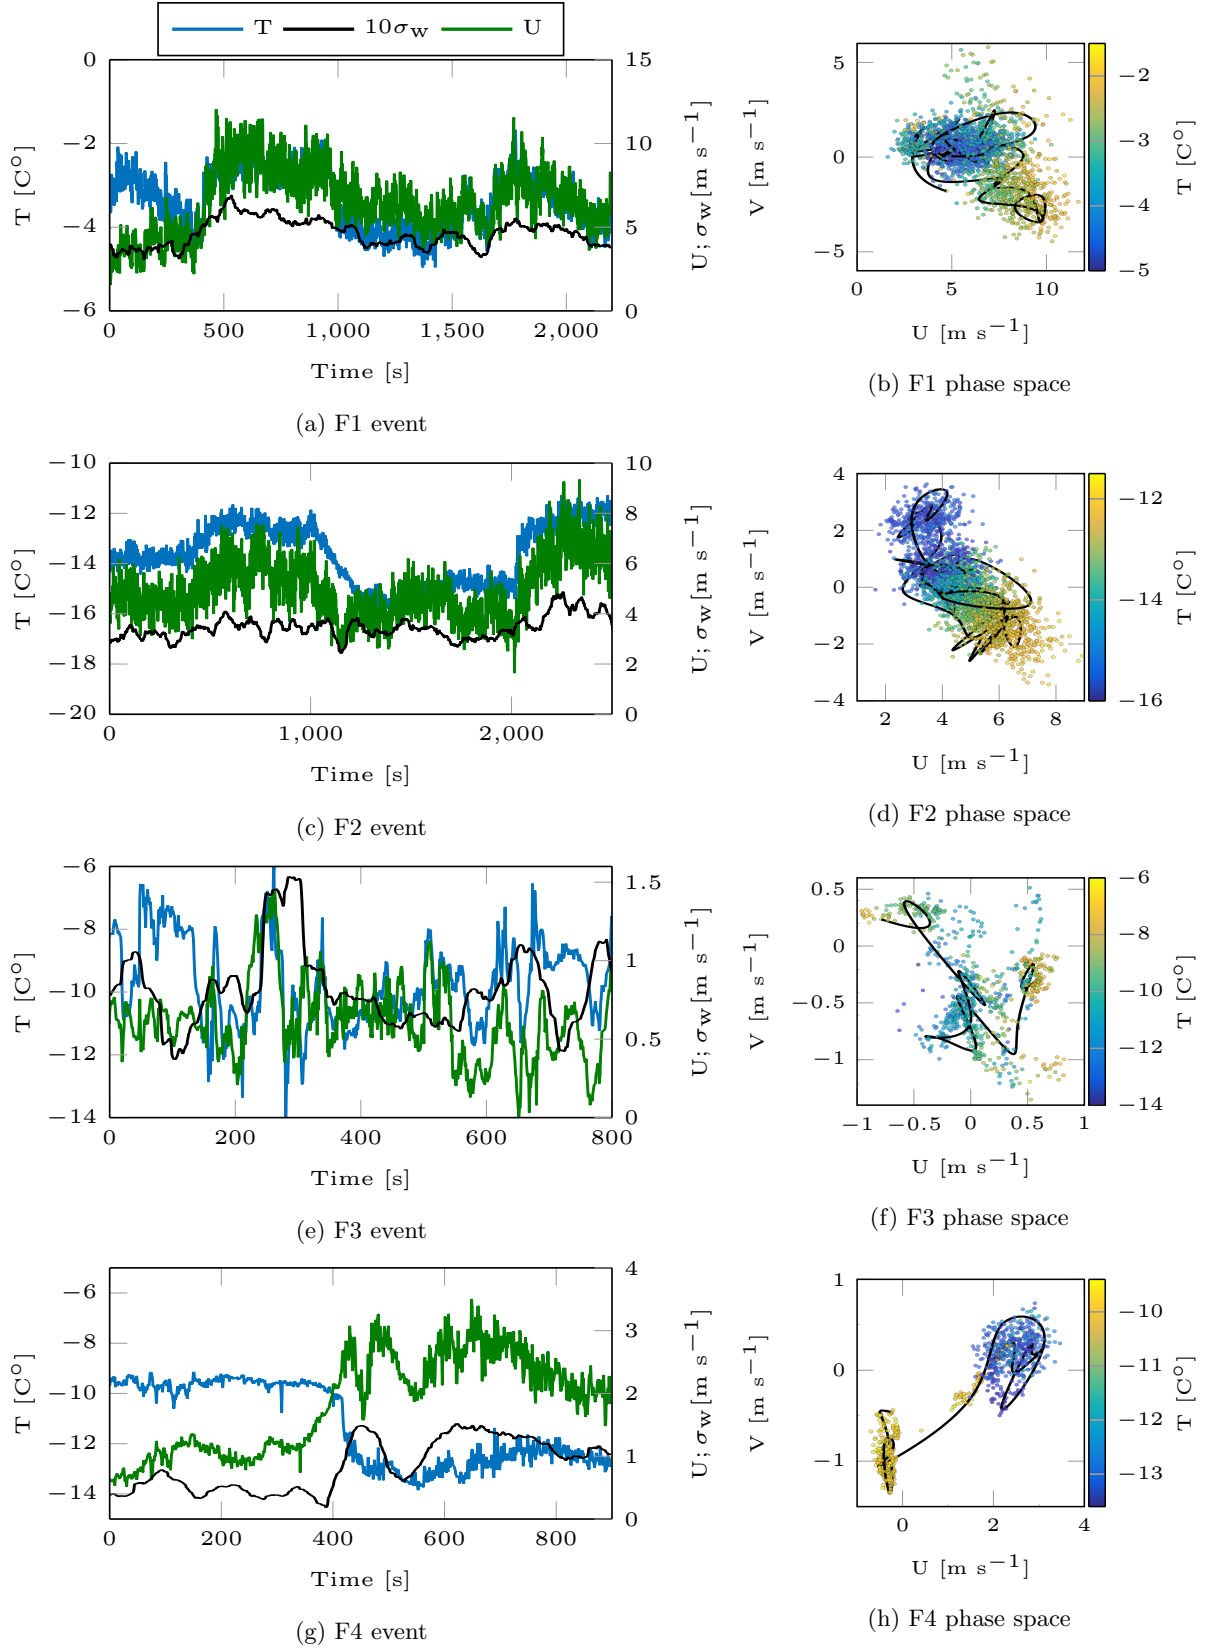 T 10σw U
0 −2 −4 −6
T [C°]
15 10 5 0
U; σw [m s−1]
0 500 1,000 1,500 2,000
Time [s]
(a) F1 event
5 0 −5
V [m s−1]
0 5 10
U [m s−1]
−2 −3 −4 −5
T [C°]
(b) F1 phase space
−10 −12 −14 −16 −18 −20
T [C°]
10 8 6 4 2 0
U; σw [m s−1]
0 1,000 2,000
Time [s]
(c) F2 event
4 2 0 −2 −4
V [m s−1]
2 4 6 8
U [m s−1]
−12 −14 −16
T [C°]
(d) F2 phase space
−6 −8 −10 −12 −14
T [C°]
1.5 1 0.5 0
U; σw [m s−1]
0 200 400 600 800
Time [s]
(e) F3 event
0.5 0 −0.5 −1
V [m s−1]
−1 −0.5 0 0.5 1
U [m s−1]
−6 −8 −10 −12 −14
T [C°]
(f) F3 phase space
−6 −8 −10 −12 −14
T [C°]
4 3 2 1 0
U; σw [m s−1]
0 200 400 600 800
Time [s]
(g) F4 event
1 0 −1
V [m s−1]
0 2 4
U [m s−1]
−10 −11 −12 −13
T [C°]
(h) F4 phase space